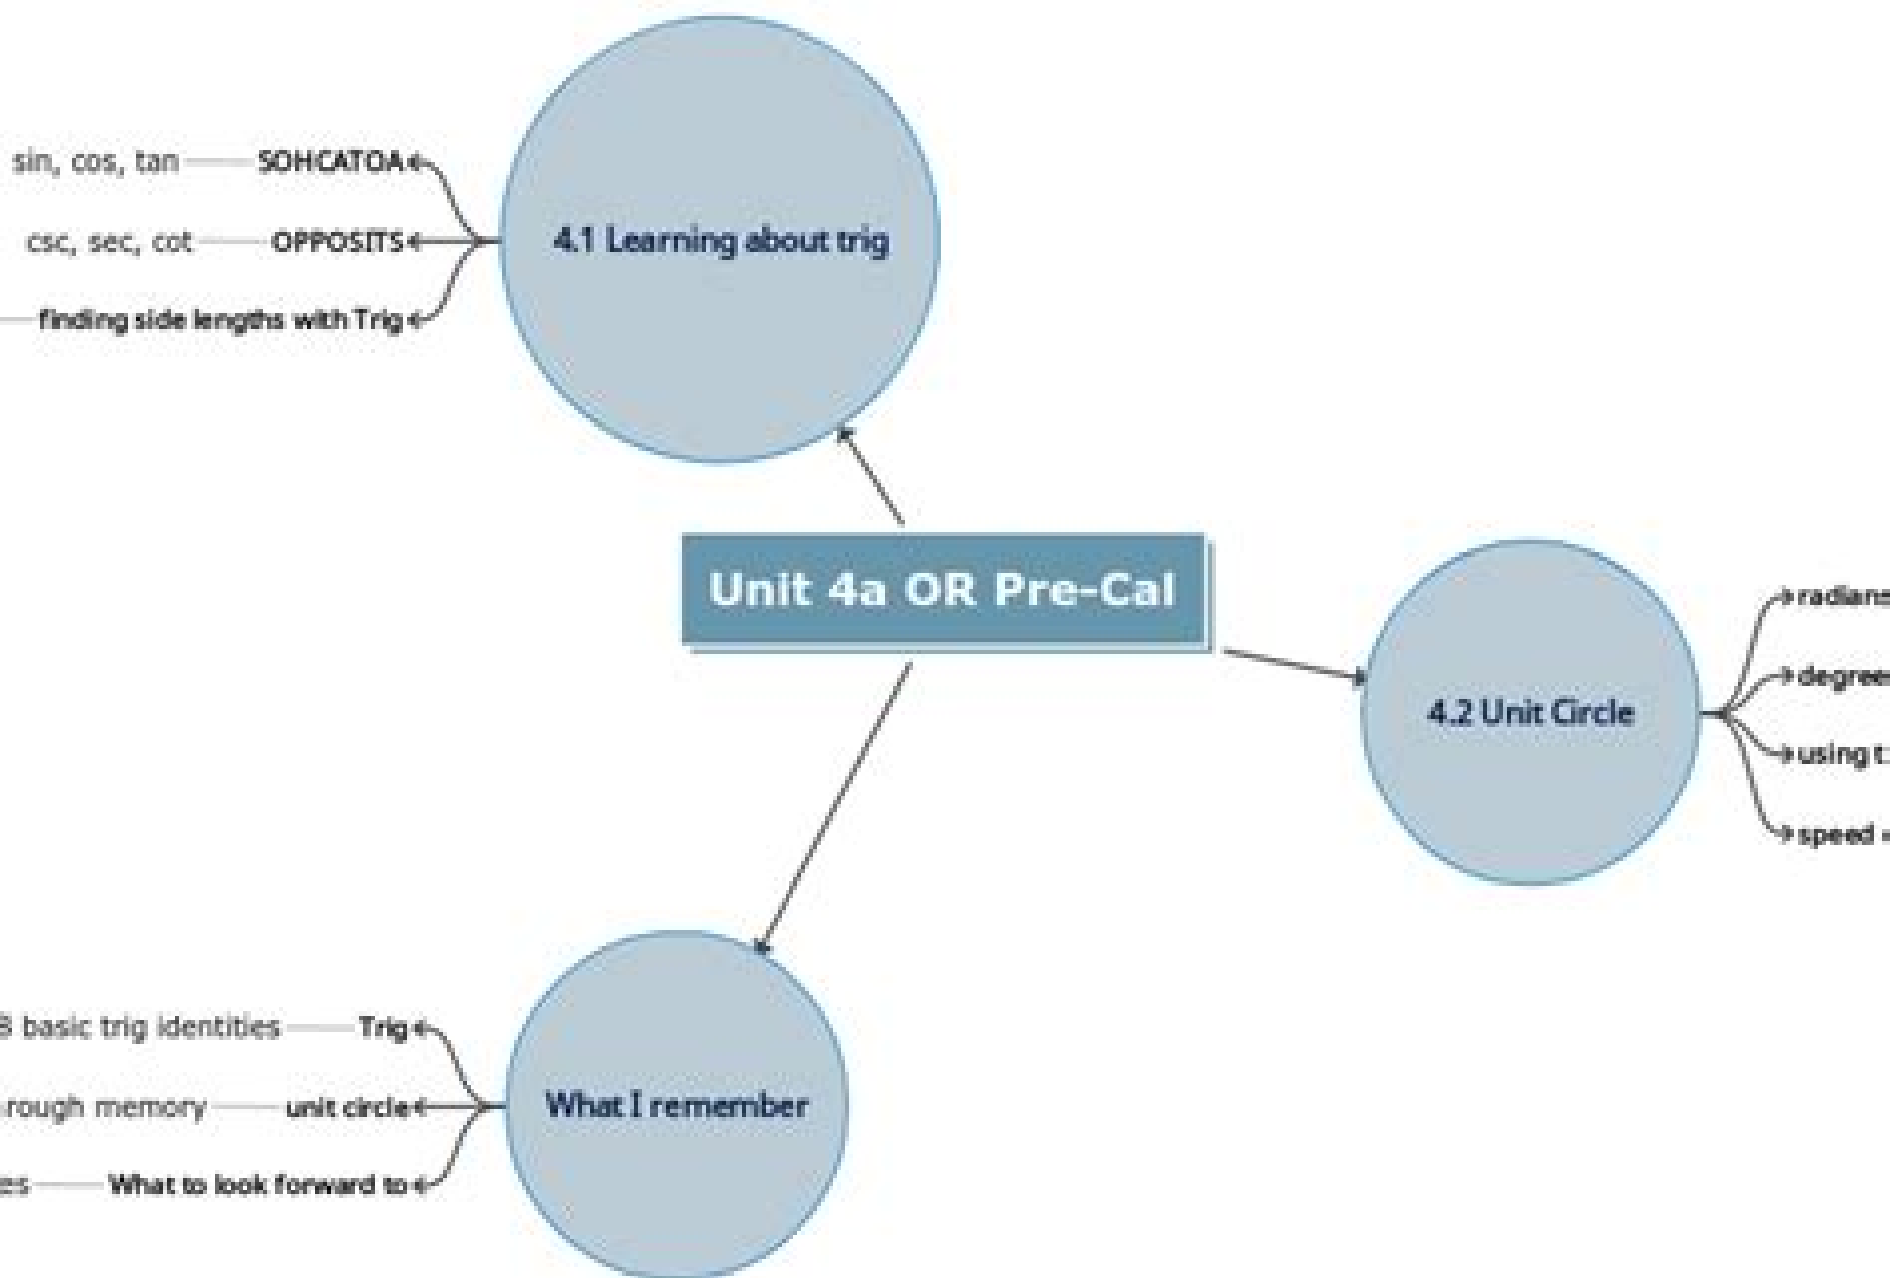 4.1 Learning about trig
SOHCATOA
sin, cos, tan
OPPOSITS
csc, sec, cot
finding side lengths with Trig
Unit 4a OR Pre-Cal
4.2 Unit Circle
using
speed
What I remember
Trig
basic trig identities
unit circle
memory
What to look forward to